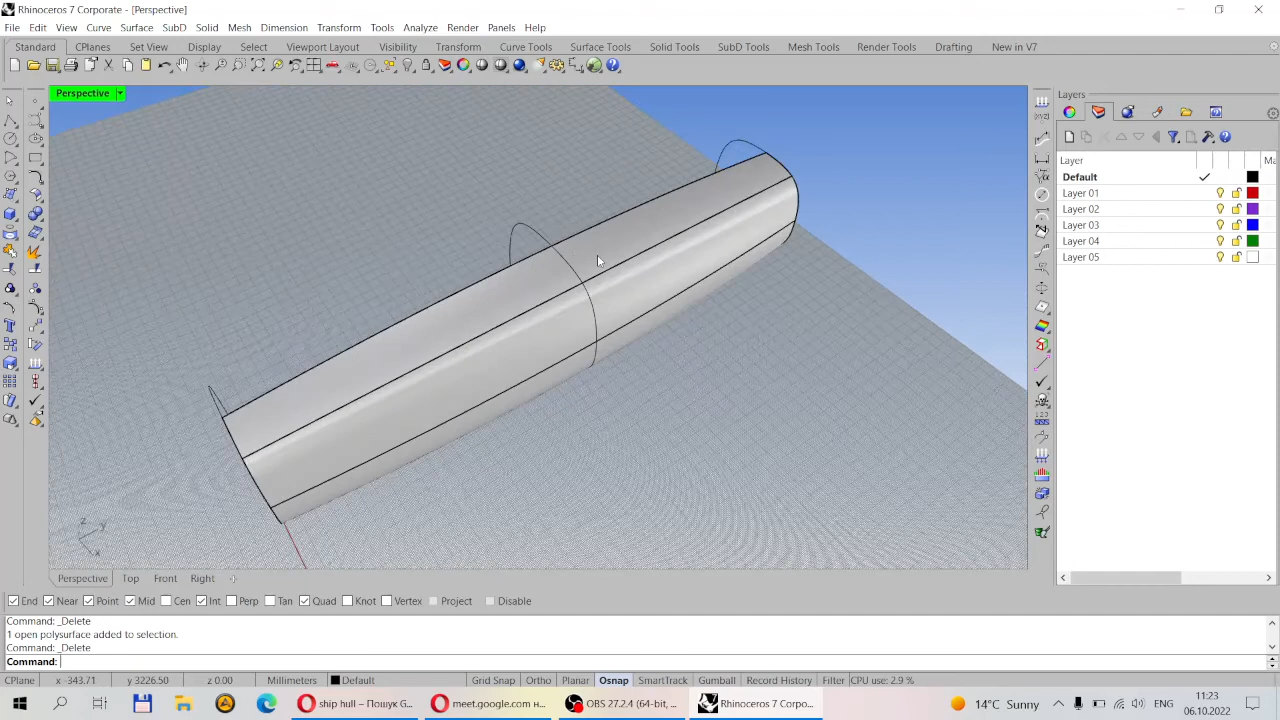 Rhinoceros 7 Corporate - [Perspective]
File Edit View Curve Surface SubD Solid Mesh Dimension Transform Tools Analyze Render Panels Help
Standard CPlanes Set View Display Select Viewport Layout Visibility Transform Curve Tools Surface Tools Solid Tools SubD Tools Mesh Tools Render Tools Drafting New in V7
Perspective
Layers
Layer Ma
Default
Layer 01
Layer 02
Layer 03
Layer 04
Layer 05
z y
x
Perspective Top Front Right
End Near Point Mid Cen Int Perp Tan Quad Knot Vertex Project Disable
Command: _Delete
1 open polysurface added to selection.
Command: _Delete
Command:
CPlane x -343.71 y 3226.50 z 0.00 Millimeters Default Grid Snap Ortho Planar Osnap SmartTrack Gumball Record History Filter CPU use: 2.9 %
ship hull – Пошук G... meet.google.com н... OBS 27.2.4 (64-bit, ... Rhinoceros 7 Corpo... 14°C Sunny ENG 11:23
06.10.2022